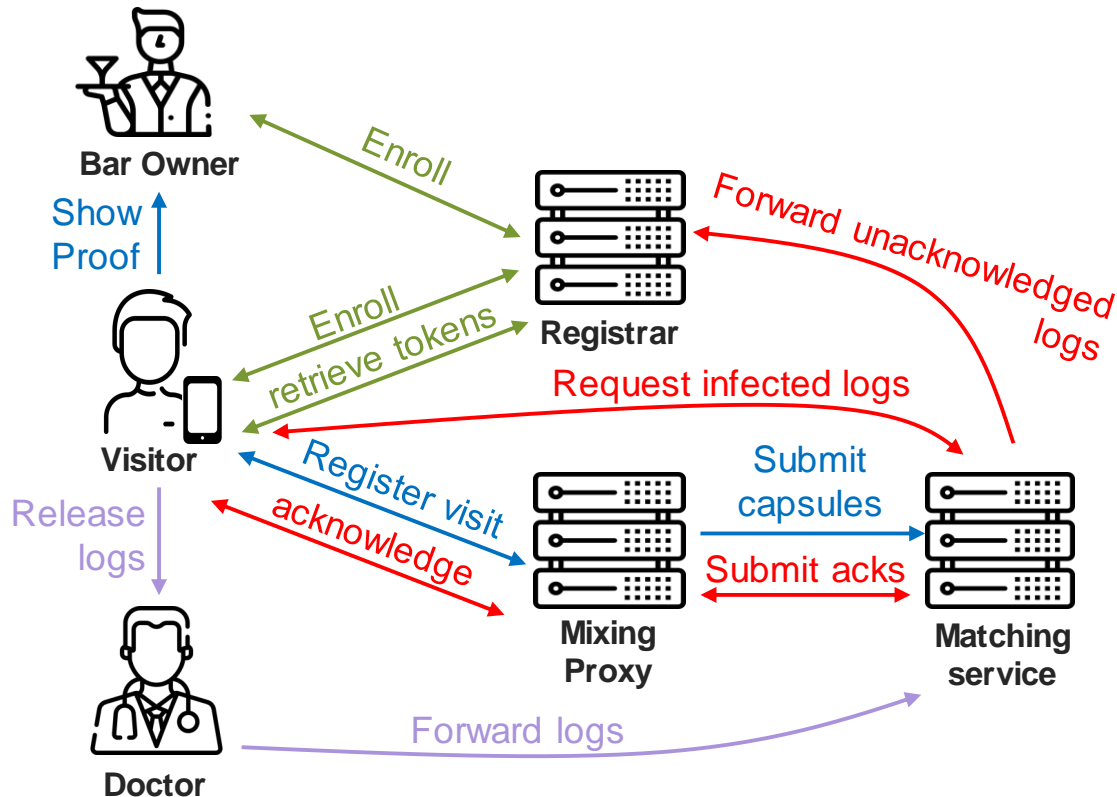 Bar Owner
Enroll
Show
Proof
Forward unacknowledged
logs
Enroll
retrieve tokens
Registrar
Request infected logs
Visitor
Register visit
Submit
capsules
Release
logs
acknowledge
Submit acks
Mixing
Proxy
Matching
service
Forward logs
Doctor